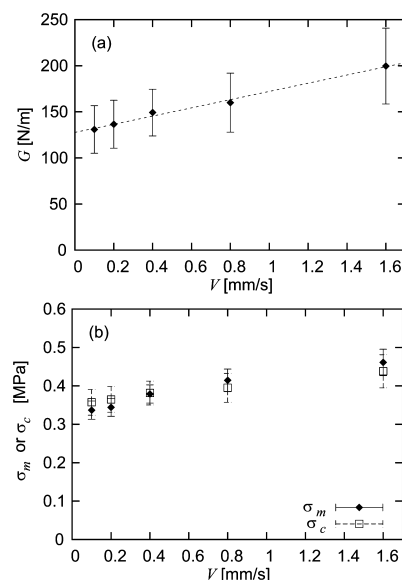 (a)
250
200
150
100
50
0
G [N/m]
0.2 0.4 0.6 0.8 1 1.2 1.4 1.6
V [mm/s]
(b)
0.6
0.5
0.4
0.3
0.2
0.1
0
σm or σc [MPa]
σm
σc
0 0.2 0.4 0.6 0.8 1 1.2 1.4 1.6
V [mm/s]